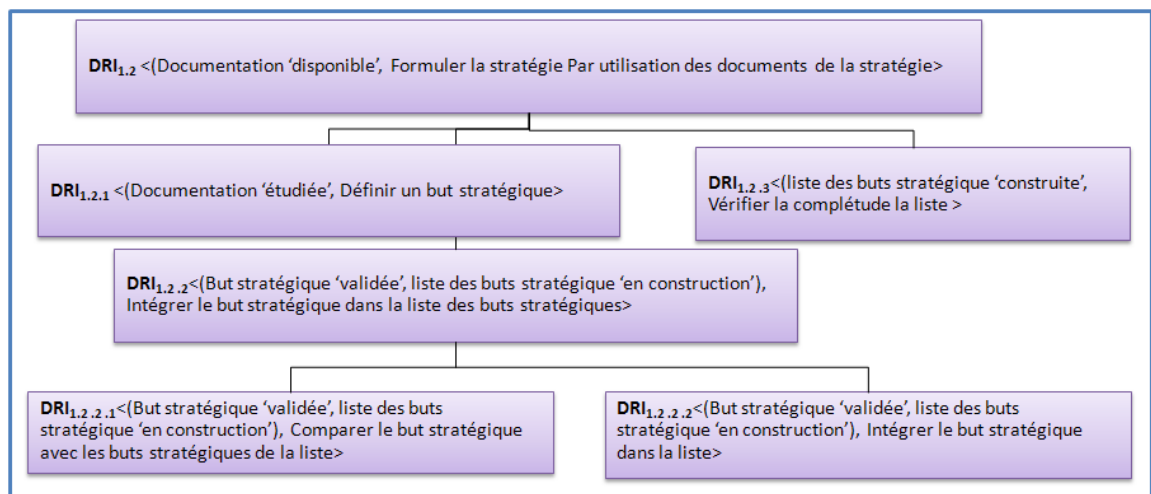 DRI1.2 <(Documentation ‘disponible’, Formuler la stratégie Par utilisation des documents de la stratégie>
DRI1.2.1 <(Documentation ‘étudiée’, Définir un but stratégique>
DRI1.2 .3<(liste des buts stratégique ‘construite’,
Vérifier la complétude la liste >
DRI1.2 .2<(But stratégique ‘validée’, liste des buts stratégique ‘en construction’),
Intégrer le but stratégique dans la liste des buts stratégiques>
DRI1.2 .2 .1<(But stratégique ‘validée’, liste des buts
stratégique ‘en construction’), Comparer le but stratégique
avec les buts stratégiques de la liste>
DRI1.2 .2 .2<(But stratégique ‘validée’, liste des buts
stratégique ‘en construction’), Intégrer le but stratégique
dans la liste>